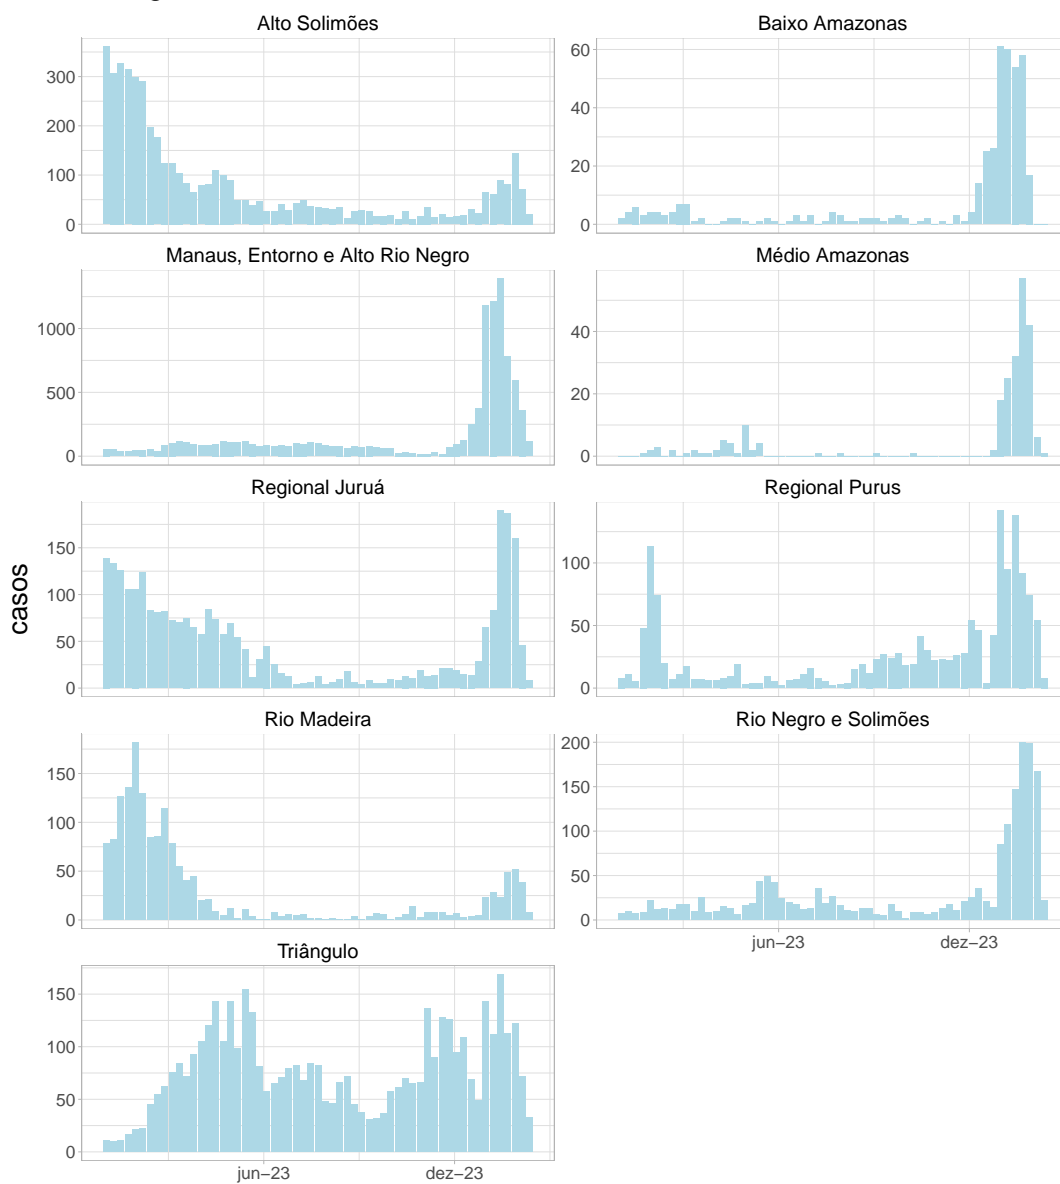 Alto Solimões
Baixo Amazonas
300
200
100
0
60
40
20
0
Manaus, Entorno e Alto Rio Negro
Médio Amazonas
1000
500
0
40
20
0
Regional Juruá
Regional Purus
150
100
50
0
100
50
0
casos
Rio Madeira
Rio Negro e Solimões
150
100
50
0
200
150
100
50
0
jun−23
dez−23
Triângulo
150
100
50
0
jun−23
dez−23